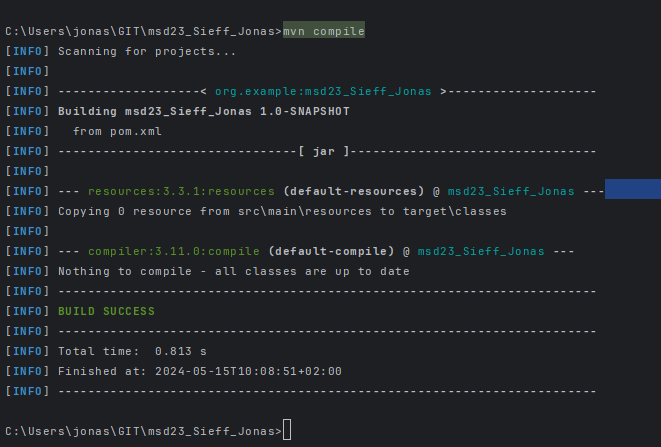 C:\Users\jonas\GIT\msd23_Sieff_Jonas>mvn compile
[INFO] Scanning for projects...
[INFO]
[INFO] -------------------< org.example:msd23_Sieff_Jonas >--------------------
[INFO] Building msd23_Sieff_Jonas 1.0-SNAPSHOT
[INFO]   from pom.xml
[INFO] --------------------------------[ jar ]---------------------------------
[INFO]
[INFO] --- resources:3.3.1:resources (default-resources) @ msd23_Sieff_Jonas ---
[INFO] Copying 0 resource from src\main\resources to target\classes
[INFO]
[INFO] --- compiler:3.11.0:compile (default-compile) @ msd23_Sieff_Jonas ---
[INFO] Nothing to compile - all classes are up to date
[INFO] ------------------------------------------------------------------------
[INFO] BUILD SUCCESS
[INFO] ------------------------------------------------------------------------
[INFO] Total time:  0.813 s
[INFO] Finished at: 2024-05-15T10:08:51+02:00
[INFO] ------------------------------------------------------------------------
C:\Users\jonas\GIT\msd23_Sieff_Jonas>